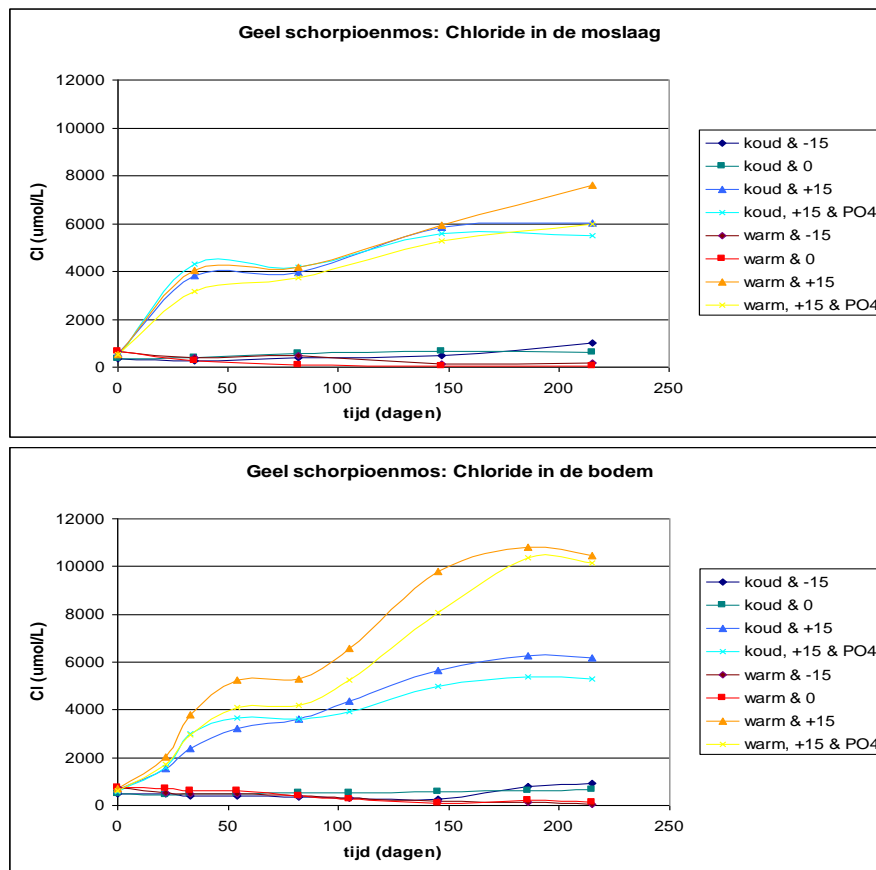 Geel schorpioenmos: Chloride in de moslaag
12000
10000
8000
6000
4000
2000
0
Cl (umol/L)
0 50 100 150 200 250
tijd (dagen)
koud & -15
koud & 0
koud & +15
koud, +15 & PO4
warm & -15
warm & 0
warm & +15
warm, +15 & PO4
Geel schorpioenmos: Chloride in de bodem
12000
10000
8000
6000
4000
2000
0
Cl (umol/L)
0 50 100 150 200 250
tijd (dagen)
koud & -15
koud & 0
koud & +15
koud, +15 & PO4
warm & -15
warm & 0
warm & +15
warm, +15 & PO4